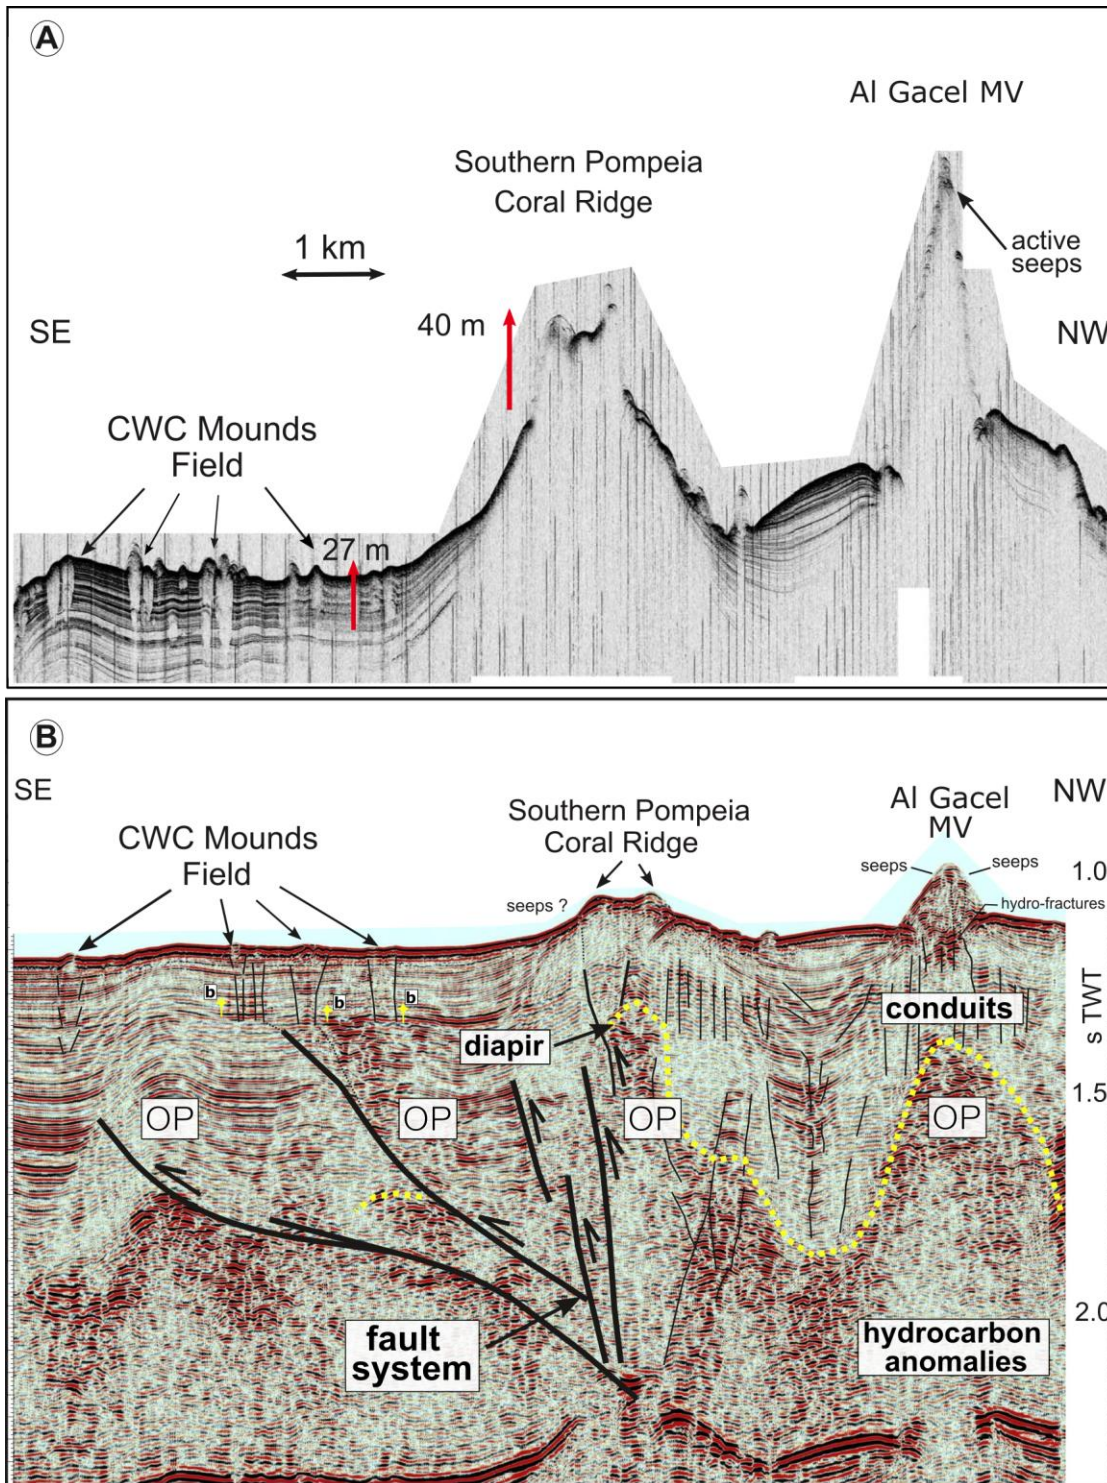 A
Al Gacel MV
Southern Pompeia
Coral Ridge
active
seeps
1 km
40 m
SE
NW
CWC Mounds
Field
27 m
B
SE
NW
Southern Pompeia
Coral Ridge
Al Gacel
MV
CWC Mounds
Field
seeps
seeps
1.0
seeps ?
hydro-fractures
b
b
b
conduits
s TWT
diapir
1.5
OP
OP
OP
OP
2.0
fault
system
hydrocarbon
anomalies